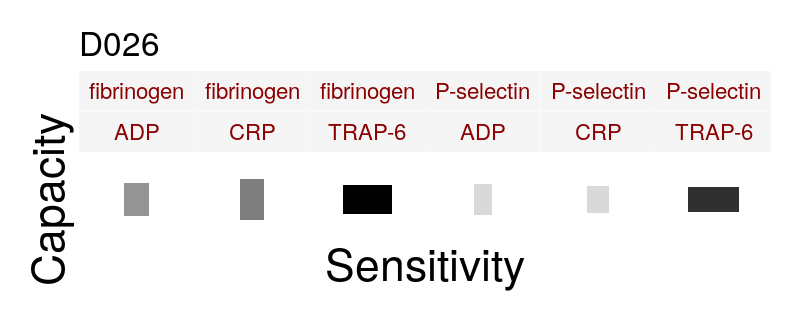 D026
fibrinogen fibrinogen fibrinogen P-selectin P-selectin P-selectin
ADP CRP TRAP-6 ADP CRP TRAP-6
Capacity
Sensitivity